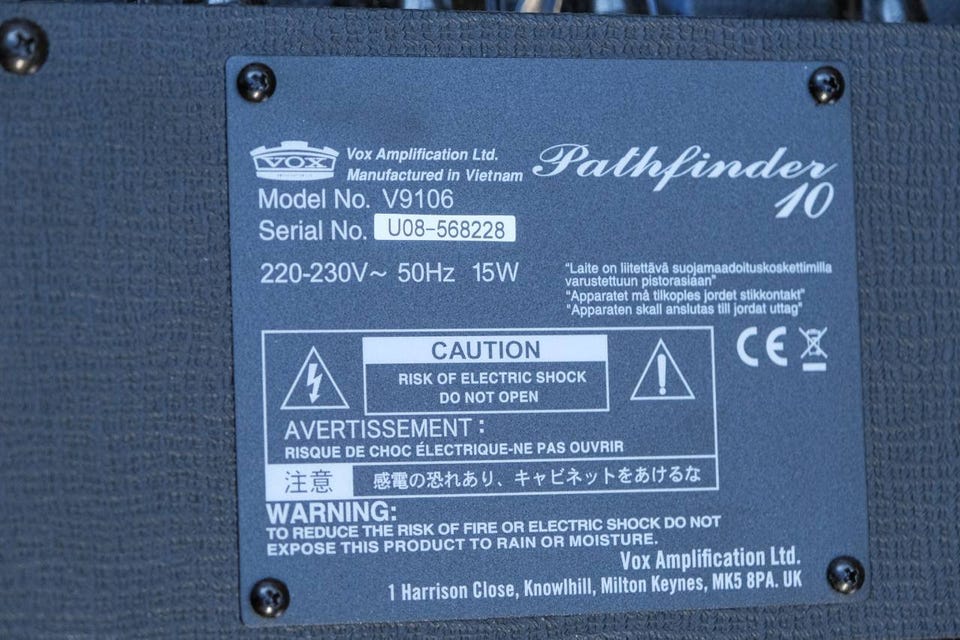 VOX
Vox Amplification Ltd.
Manufactured in Vietnam
Pathfinder
10
Model No. V9106
Serial No. U08-568228
220-230V~ 50Hz 15W
"Laite on liitettävä suojamaadoituskoskettimilla
varustettuun pistorasiaan"
"Apparatet må tilkoples jordet stikkontakt"
"Apparaten skall anslutas till jordat uttag"
CE
CAUTION
RISK OF ELECTRIC SHOCK
DO NOT OPEN
AVERTISSEMENT:
RISQUE DE CHOC ÉLECTRIQUE-NE PAS OUVRIR
注意 感電の恐れあり、キャビネットをあけるな
WARNING:
TO REDUCE THE RISK OF FIRE OR ELECTRIC SHOCK DO NOT
EXPOSE THIS PRODUCT TO RAIN OR MOISTURE.
Vox Amplification Ltd.
1 Harrison Close, Knowlhill, Milton Keynes, MK5 8PA. UK